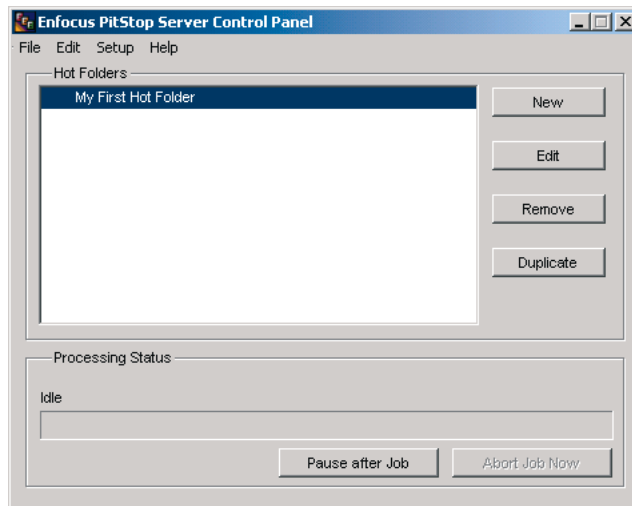 Enfocus PitStop Server Control Panel
File Edit Setup Help
Hot Folders
My First Hot Folder
New
Edit
Remove
Duplicate
Processing Status
Idle
Pause after Job
Abort Job Now